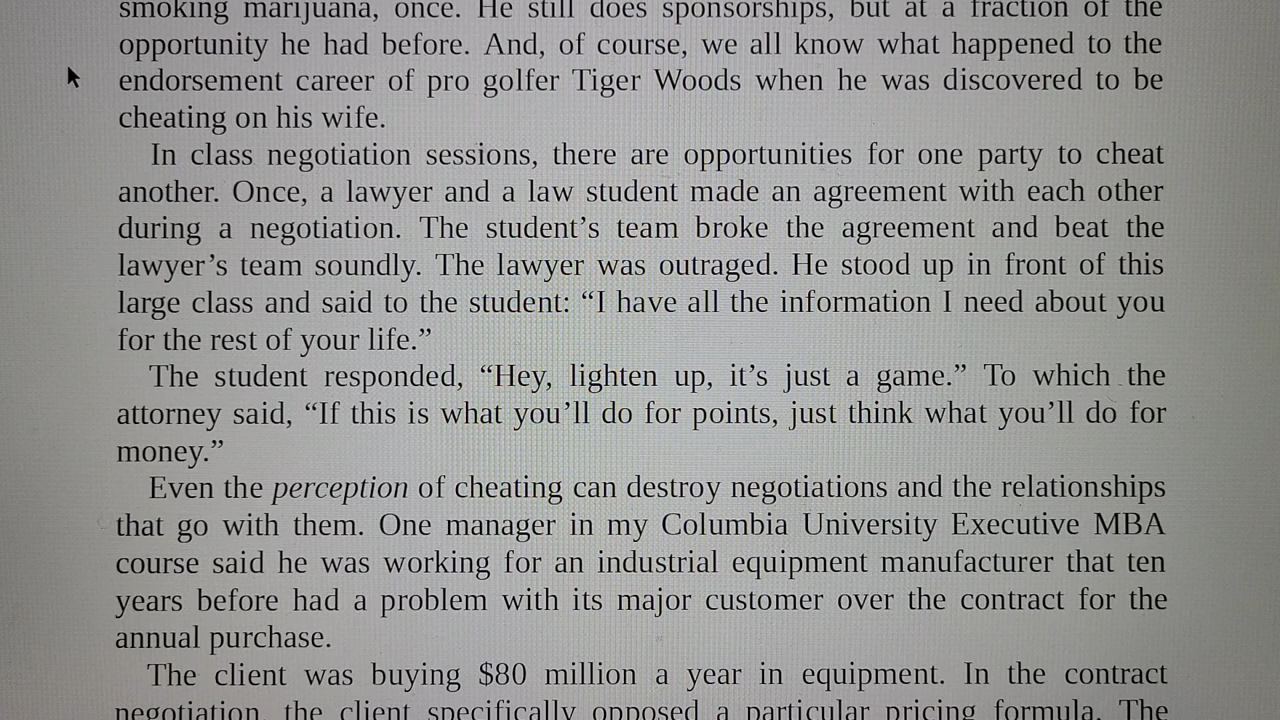 smoking marijuana, once. He still does sponsorships, but at a fraction of the
opportunity he had before. And, of course, we all know what happened to the
endorsement career of pro golfer Tiger Woods when he was discovered to be
cheating on his wife.
In class negotiation sessions, there are opportunities for one party to cheat
another. Once, a lawyer and a law student made an agreement with each other
during a negotiation. The student’s team broke the agreement and beat the
lawyer’s team soundly. The lawyer was outraged. He stood up in front of this
large class and said to the student: “I have all the information I need about you
for the rest of your life.”
The student responded, “Hey, lighten up, it’s just a game.” To which the
attorney said, “If this is what you’ll do for points, just think what you’ll do for
money.”
Even the perception of cheating can destroy negotiations and the relationships
that go with them. One manager in my Columbia University Executive MBA
course said he was working for an industrial equipment manufacturer that ten
years before had a problem with its major customer over the contract for the
annual purchase.
The client was buying $80 million a year in equipment. In the contract
negotiation, the client specifically opposed a particular pricing formula. The